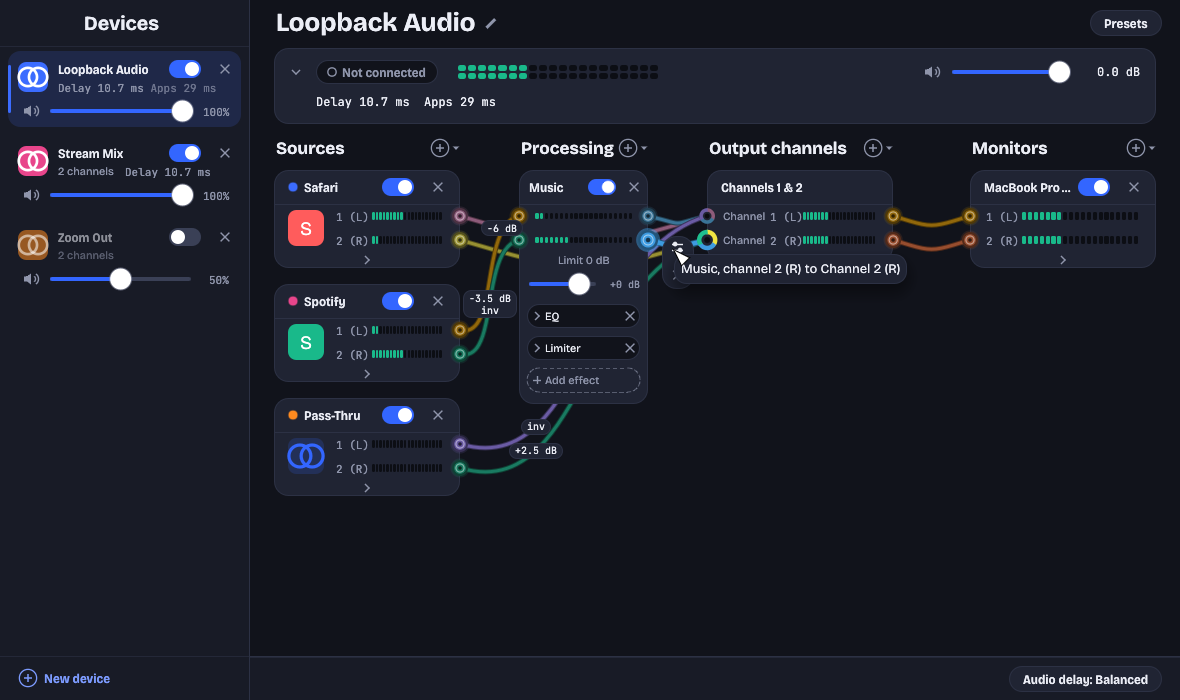 Devices
Loopback Audio
Delay 10.7 ms Apps 29 ms
100%
Stream Mix
2 channels Delay 10.7 ms
100%
Zoom Out
2 channels
50%
New device
Loopback Audio
Presets
Not connected
0.0 dB
Delay 10.7 ms Apps 29 ms
Sources
Processing
Output channels
Monitors
Safari
S
1 (L)
2 (R)
-6 dB
Spotify
S
1 (L)
2 (R)
-3.5 dB
inv
Pass-Thru
1 (L)
2 (R)
inv
+2.5 dB
Music
Limit 0 dB
+0 dB
EQ
Limiter
+ Add effect
Channels 1 & 2
Channel 1 (L)
Channel 2 (R)
Music, channel 2 (R) to Channel 2 (R)
MacBook Pro ...
1 (L)
2 (R)
Audio delay: Balanced